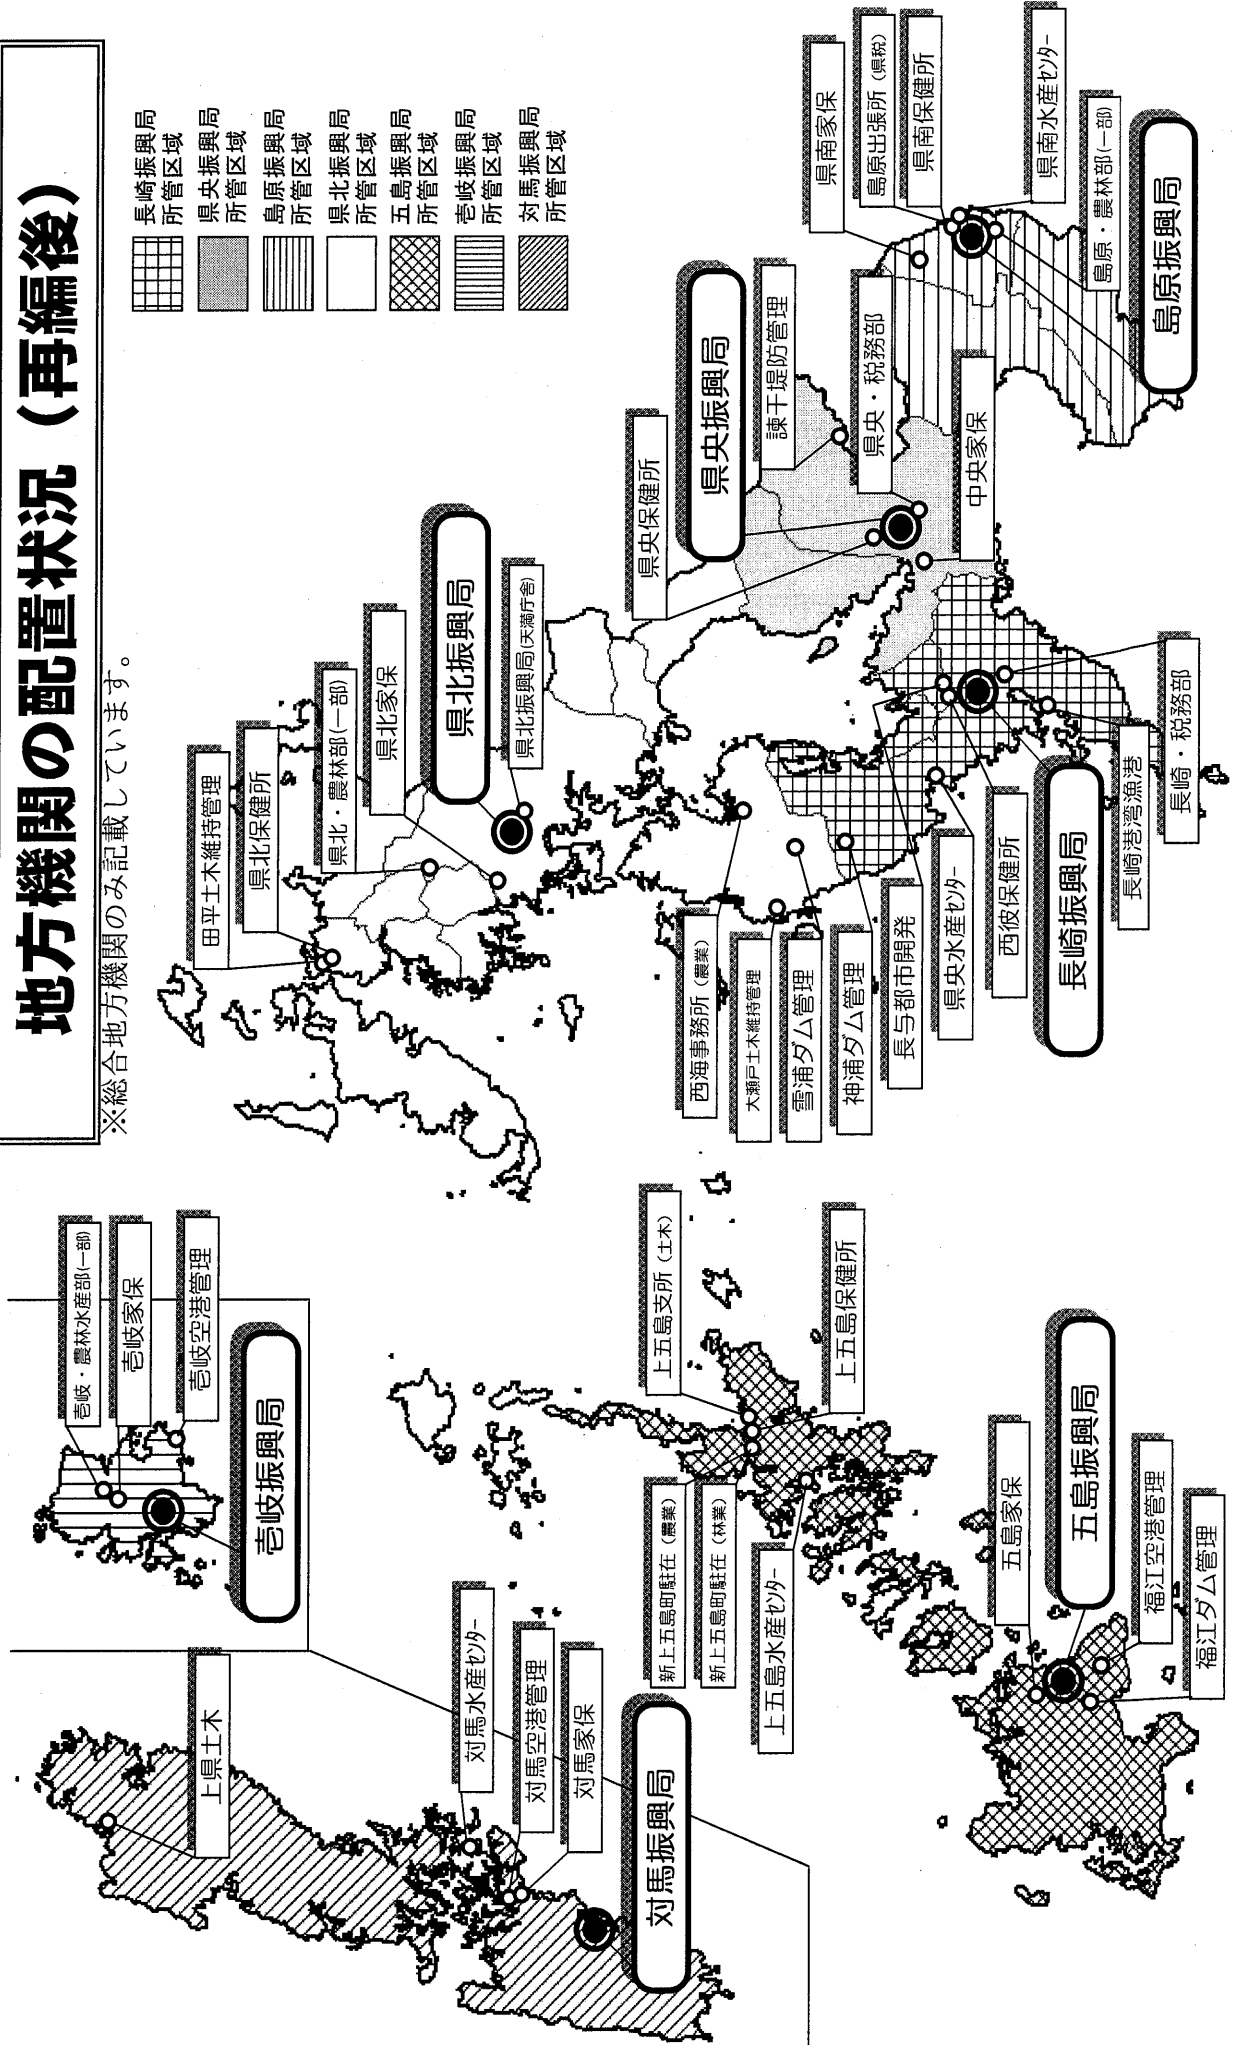 地方機関の配置状況（再編後）
※総合地方機関のみ記載しています。
長崎振興局
所管区域
県央振興局
所管区域
島原振興局
所管区域
県北振興局
所管区域
五島振興局
所管区域
壱岐振興局
所管区域
対馬振興局
所管区域
壱岐・農林水産部(一部)
壱岐家保
壱岐空港管理
壱岐振興局
上県土木
対馬水産センター
対馬空港管理
対馬家保
対馬振興局
田平土木維持管理
県北保健所
県北・農林部(一部)
県北家保
県北振興局
県北振興局(天満庁舎)
県央保健所
県央振興局
諫干堤防管理
県央・税務部
中央家保
県南家保
島原出張所（県税）
県南保健所
県南水産センター
島原・農林部(一部)
島原振興局
西海事務所（農業）
大瀬戸土木維持管理
雪浦ダム管理
神浦ダム管理
長与都市開発
県央水産センター
西彼保健所
長崎振興局
長崎港湾漁港
長崎・税務部
上五島支所（土木）
上五島保健所
新上五島町駐在（農業）
新上五島町駐在（林業）
上五島水産センター
五島家保
五島振興局
福江空港管理
福江ダム管理